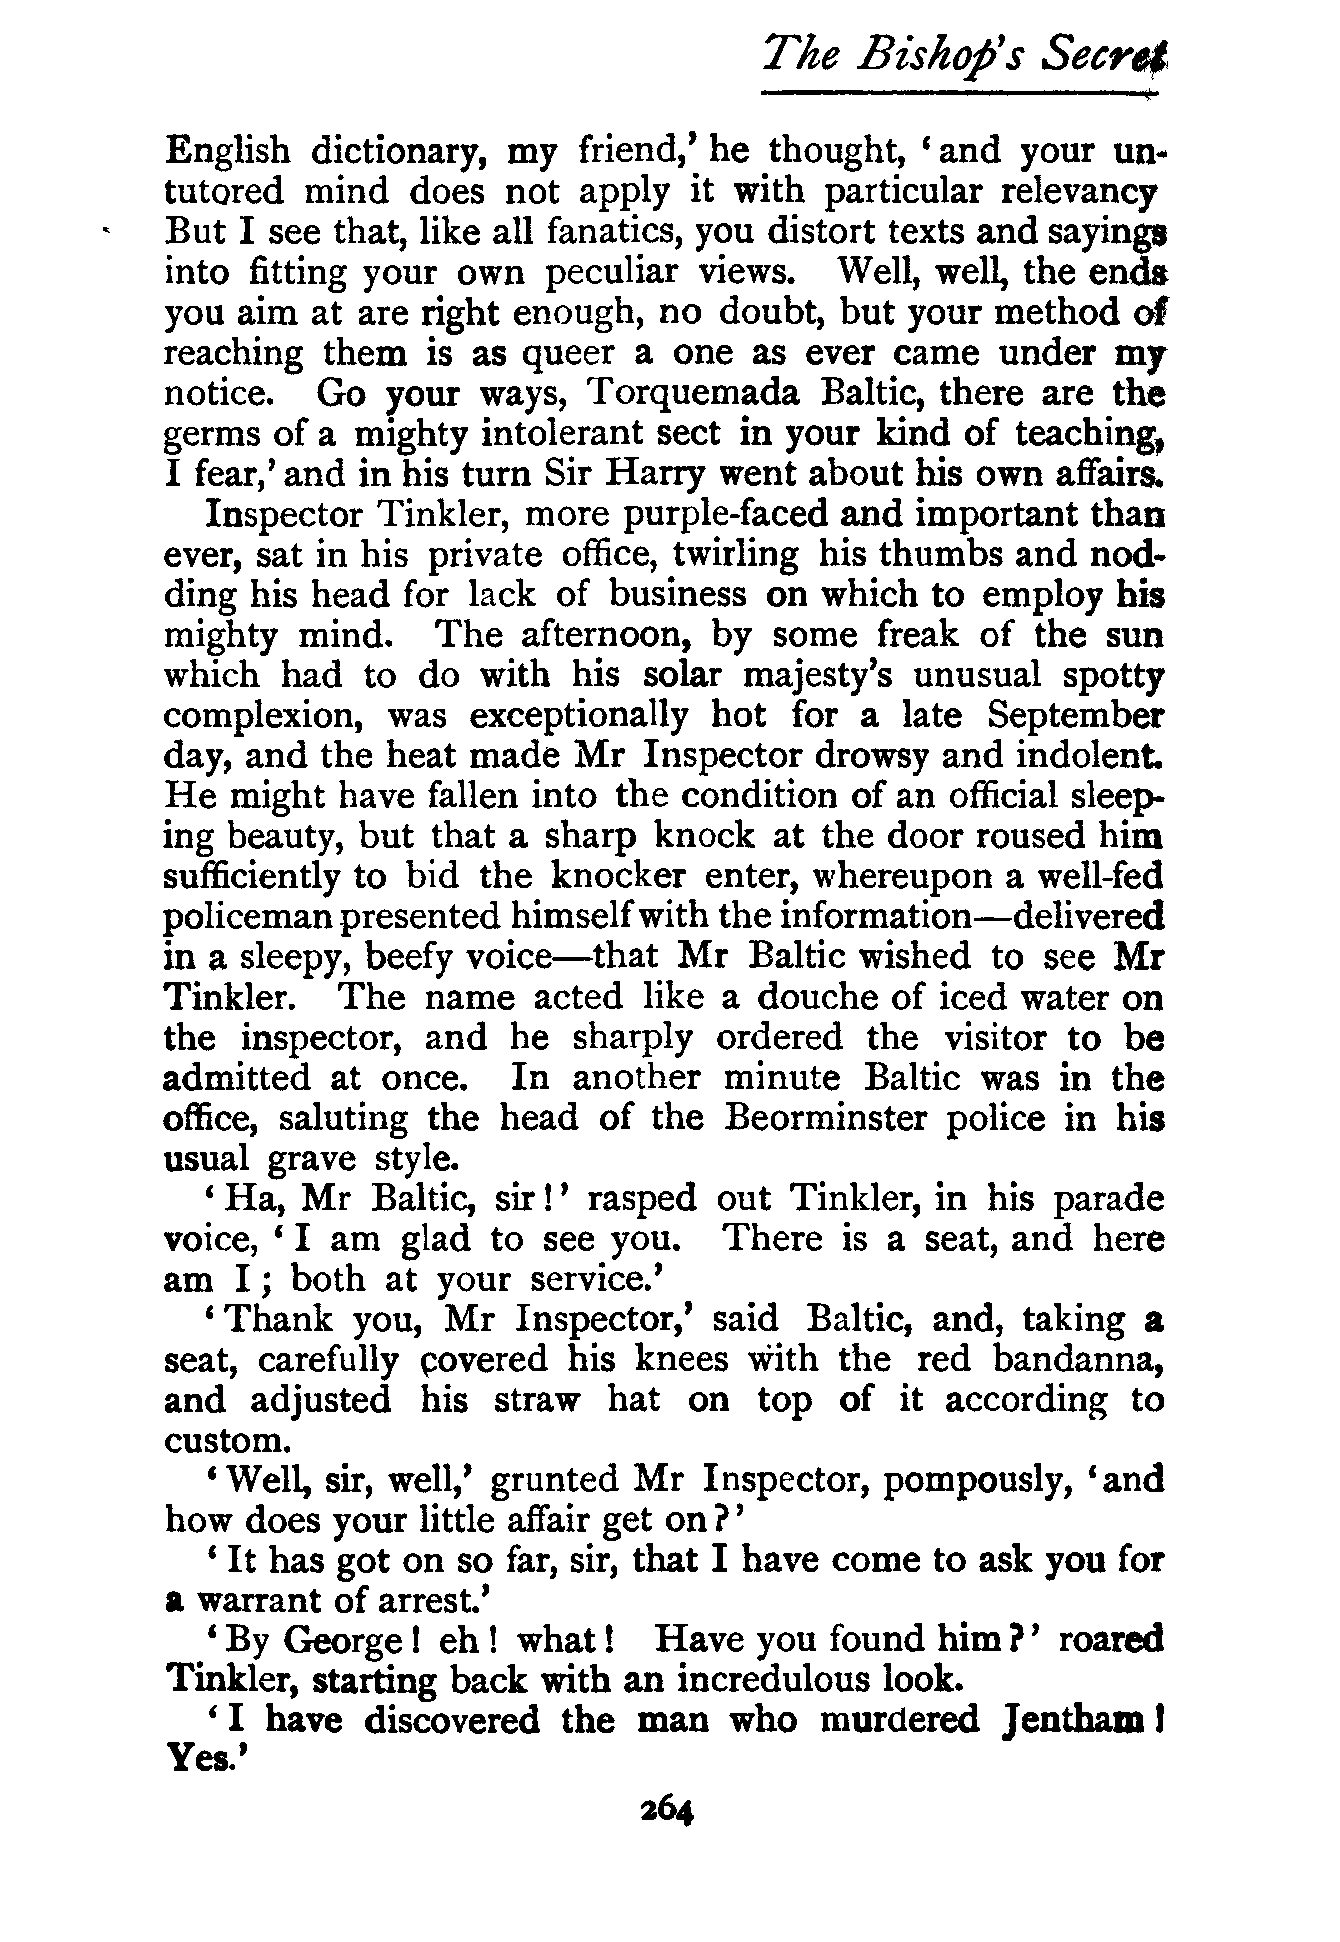 The Bishop's Secret
English dictionary, my friend,' he thought, 'and your un-
tutored mind does not apply it with particular relevancy
But I see that, like all fanatics, you distort texts and sayings
into fitting your own peculiar views. Well, well, the ends
you aim at are right enough, no doubt, but your method of
reaching them is as queer a one as ever came under my
notice. Go your ways, Torquemada Baltic, there are the
germs of a mighty intolerant sect in your kind of teaching,
I fear,' and in his turn Sir Harry went about his own affairs.
Inspector Tinkler, more purple-faced and important than
ever, sat in his private office, twirling his thumbs and nod-
ding his head for lack of business on which to employ his
mighty mind. The afternoon, by some freak of the sun
which had to do with his solar majesty's unusual spotty
complexion, was exceptionally hot for a late September
day, and the heat made Mr Inspector drowsy and indolent.
He might have fallen into the condition of an official sleep-
ing beauty, but that a sharp knock at the door roused him
sufficiently to bid the knocker enter, whereupon a well-fed
policeman presented himself with the information—delivered
in a sleepy, beefy voice—that Mr Baltic wished to see Mr
Tinkler. The name acted like a douche of iced water on
the inspector, and he sharply ordered the visitor to be
admitted at once. In another minute Baltic was in the
office, saluting the head of the Beorminster police in his
usual grave style.
'Ha, Mr Baltic, sir!' rasped out Tinkler, in his parade
voice, 'I am glad to see you. There is a seat, and here
am I; both at your service.'
'Thank you, Mr Inspector,' said Baltic, and, taking a
seat, carefully covered his knees with the red bandanna,
and adjusted his straw hat on top of it according to
custom.
'Well, sir, well,' grunted Mr Inspector, pompously, 'and
how does your little affair get on?'
'It has got on so far, sir, that I have come to ask you for
a warrant of arrest.'
'By George! eh! what! Have you found him?' roared
Tinkler, starting back with an incredulous look.
'I have discovered the man who murdered Jentham!
Yes.'
264